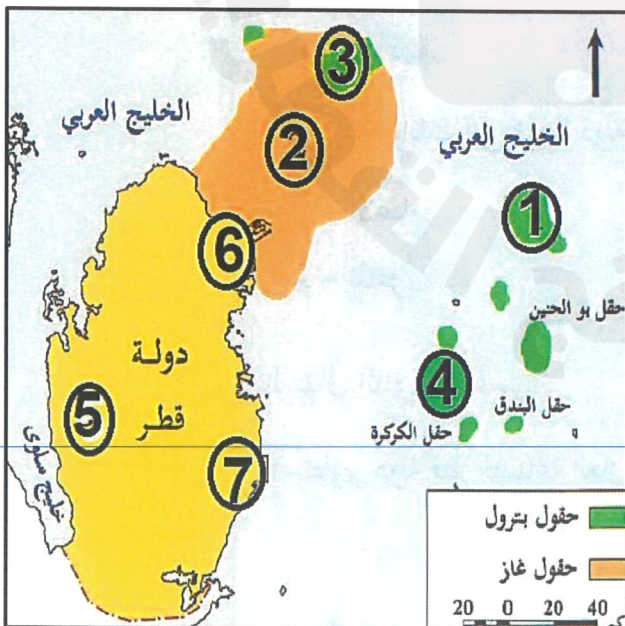 3
الخليج العربي
2
الخليج العربي
1
6
حقل بو الحنين
دولة
قطر
4
5
حقل البندق
حقل الكركرة
خليج سلوى
7
حقول بترول
حقول غاز
20 0 20 40
كم